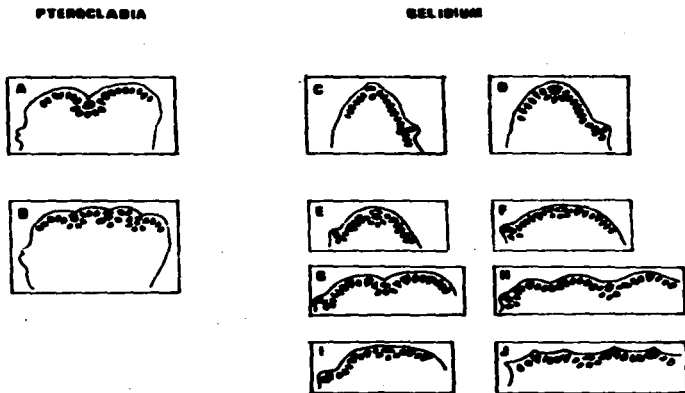 PTEROCLADIA GELIDIUM
A C D
B E F
G H
I J